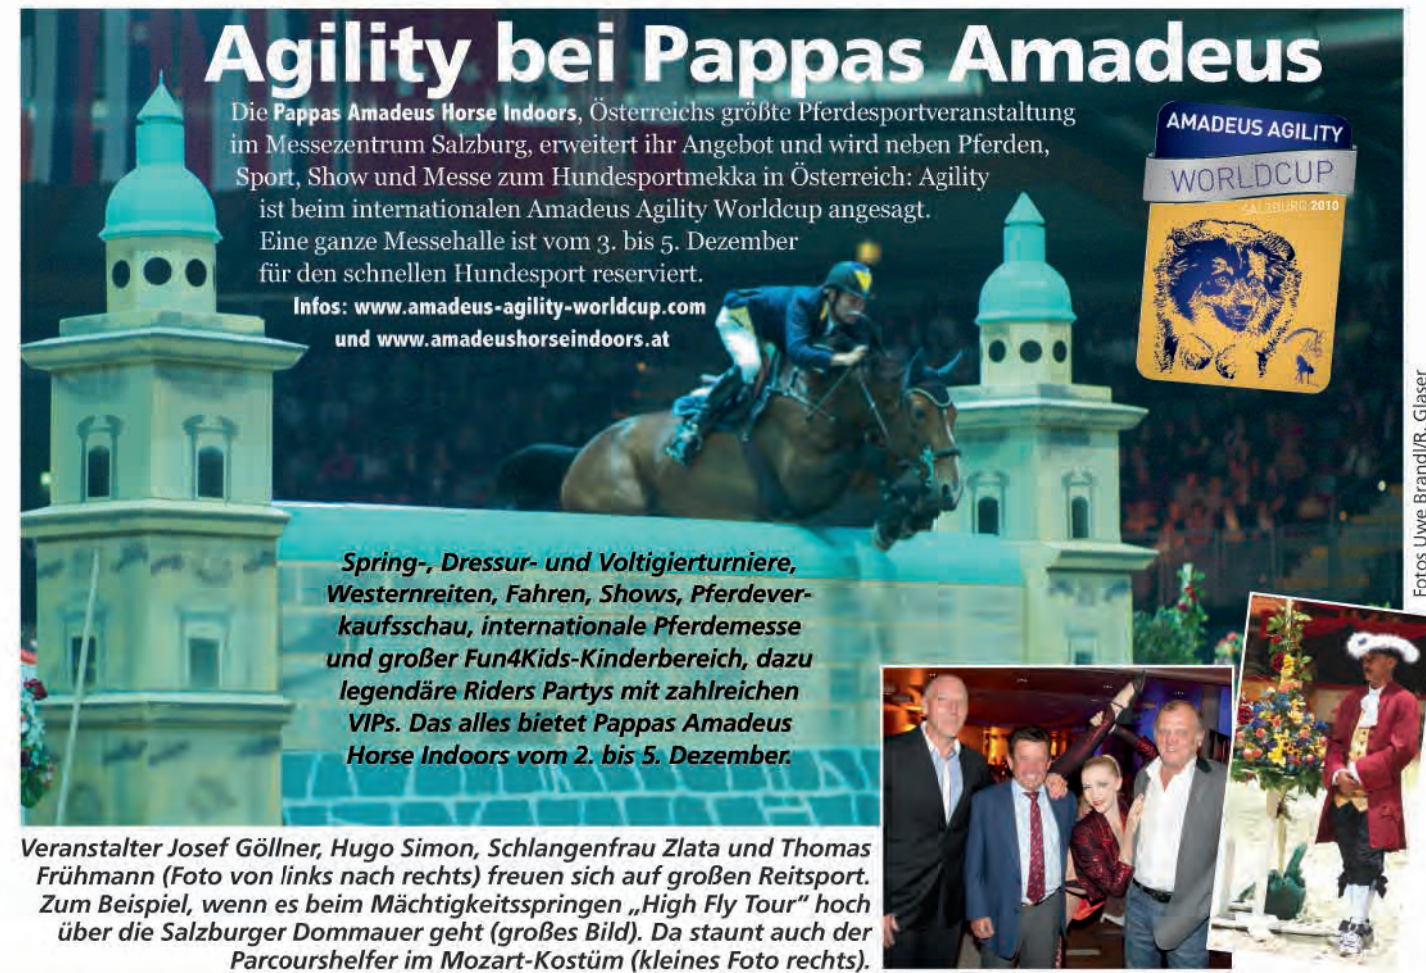 Agility bei Pappas Amadeus
Die Pappas Amadeus Horse Indoors, Österreichs größte Pferdesportveranstaltung
im Messezentrum Salzburg, erweitert ihr Angebot und wird neben Pferden,
Sport, Show und Messe zum Hundesportmekka in Österreich: Agility
ist beim internationalen Amadeus Agility Worldcup angesagt.
Eine ganze Messehalle ist vom 3. bis 5. Dezember
für den schnellen Hundesport reserviert.
Infos: www.amadeus-agility-worldcup.com
und www.amadeushorseindoors.at
AMADEUS AGILITY
WORLDCUP
SALZBURG 2010
Fotos Uwe Brandl/R. Glaser
Spring-, Dressur- und Voltigierturniere,
Westernreiten, Fahren, Shows, Pferdever-
kaufsschau, internationale Pferdemesse
und großer Fun4Kids-Kinderbereich, dazu
legendäre Riders Partys mit zahlreichen
VIPs. Das alles bietet Pappas Amadeus
Horse Indoors vom 2. bis 5. Dezember.
Veranstalter Josef Göllner, Hugo Simon, Schlangenfrau Zlata und Thomas
Frühmann (Foto von links nach rechts) freuen sich auf großen Reitsport.
Zum Beispiel, wenn es beim Mächtigkeitsspringen „High Fly Tour“ hoch
über die Salzburger Dommauer geht (großes Bild). Da staunt auch der
Parcourshelfer im Mozart-Kostüm (kleines Foto rechts).